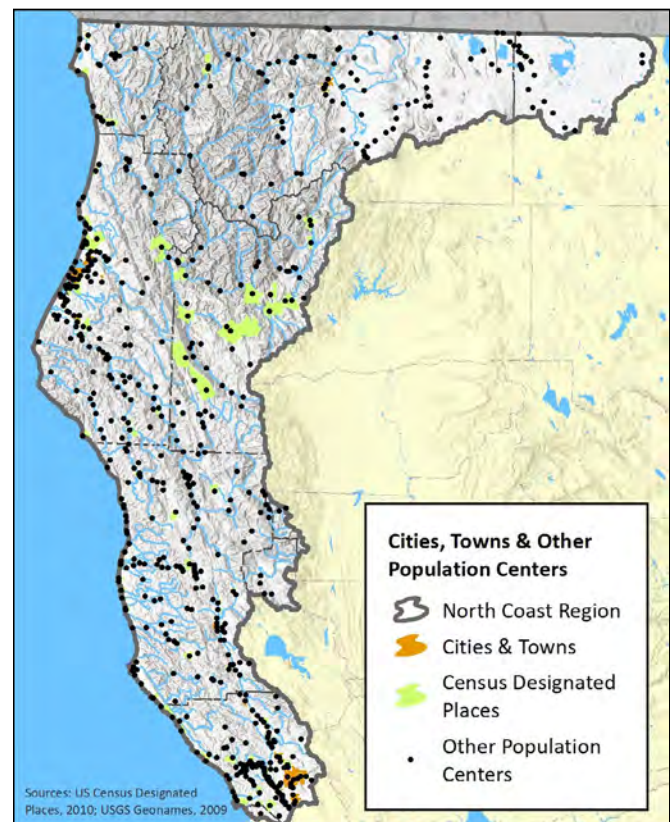 Cities, Towns & Other
Population Centers
North Coast Region
Cities & Towns
Census Designated
Places
Other Population
Centers
Sources: US Census Designated
Places, 2010; USGS Geonames, 2009